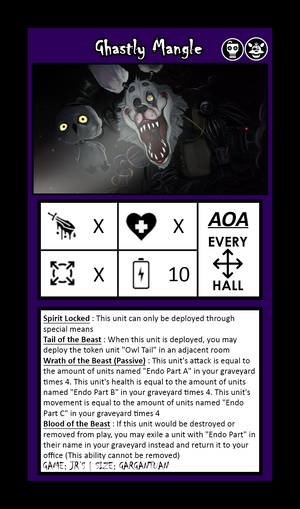 Ghastly Mangle
X X AOA
EVERY
X 10 HALL
Spirit Locked : This unit can only be deployed through
special means
Tail of the Beast : When this unit is deployed, you may
deploy the token unit "Owl Tail" in an adjacent room
Wrath of the Beast (Passive) : This unit's attack is equal to
the amount of units named "Endo Part A" in your graveyard
times 4. This unit's health is equal to the amount of units
named "Endo Part B" in your graveyard times 4. This unit's
movement is equal to the amount of units named "Endo
Part C" in your graveyard times 4
Blood of the Beast : If this unit would be destroyed or
removed from play, you may exile a unit with "Endo Part" in
their name in your graveyard instead and return it to your
office (This ability cannot be removed)
GAME: JR'S | SIZE: GARGANTUAN